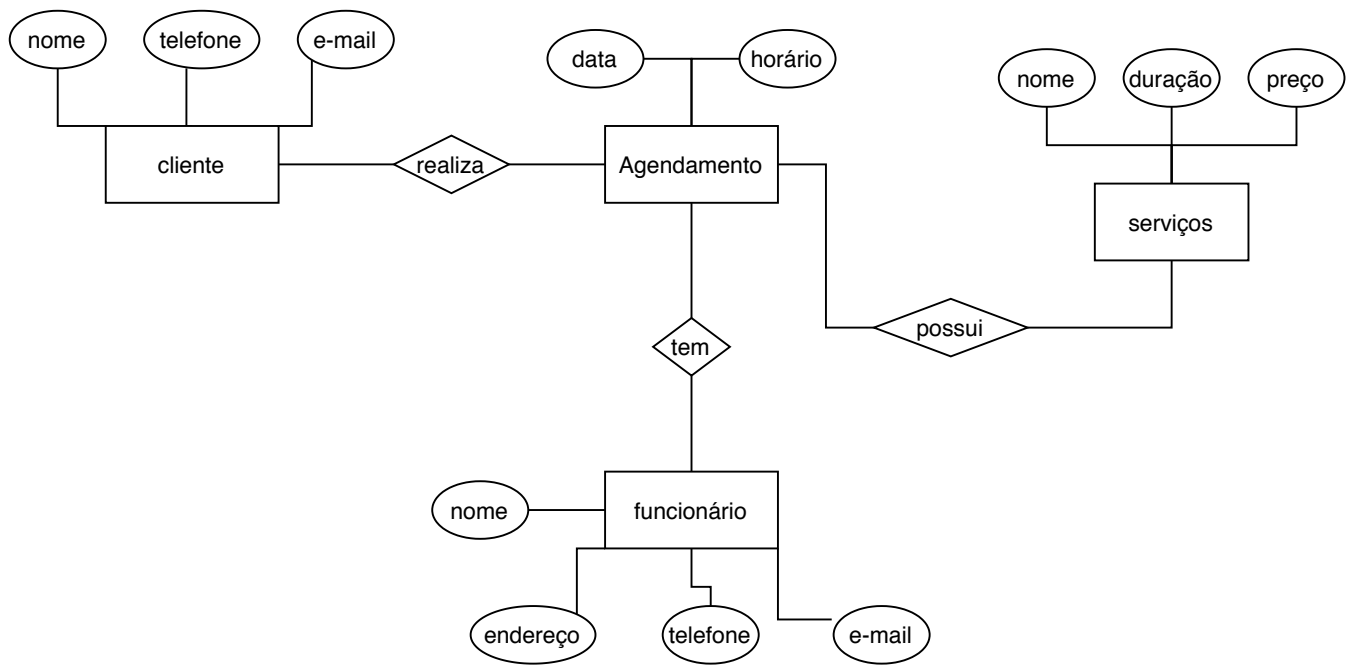 nome
telefone
e-mail
data
horário
nome
duração
preço
cliente
realiza
Agendamento
serviços
possui
tem
nome
funcionário
endereço
telefone
e-mail